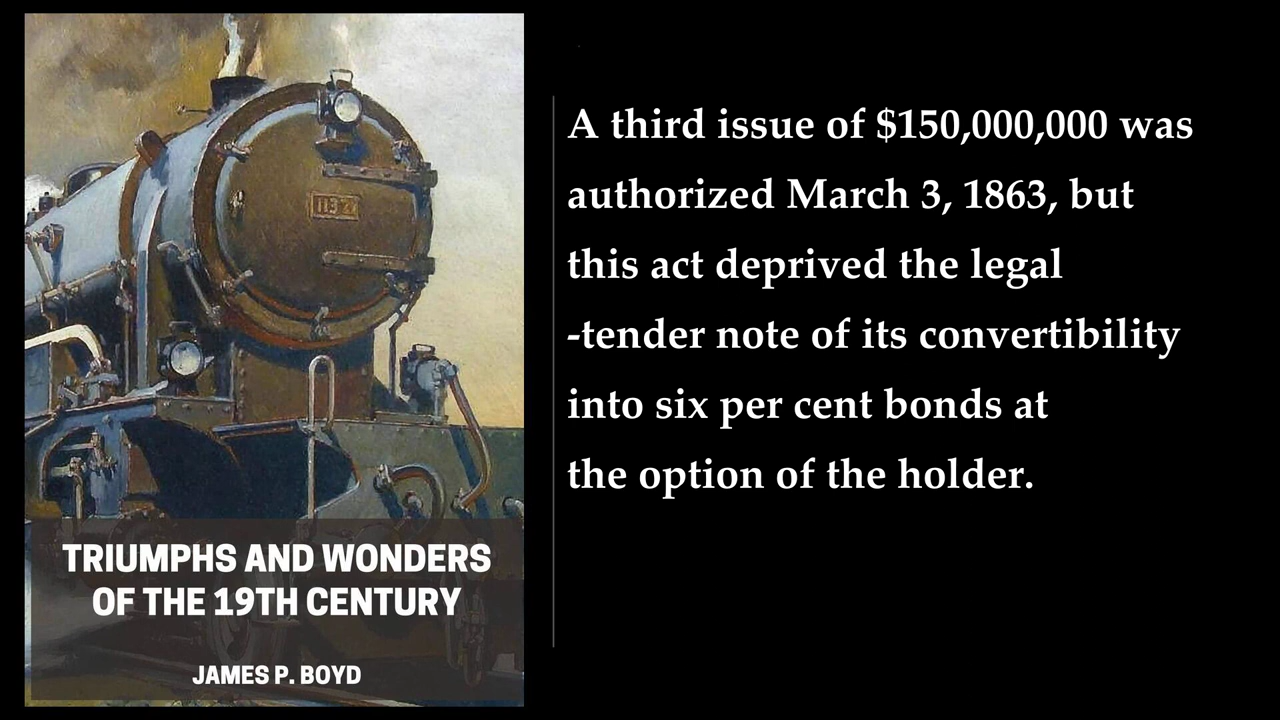 A third issue of $150,000,000 was
authorized March 3, 1863, but
this act deprived the legal
-tender note of its convertibility
into six per cent bonds at
the option of the holder.
TRIUMPHS AND WONDERS
OF THE 19TH CENTURY
JAMES P. BOYD